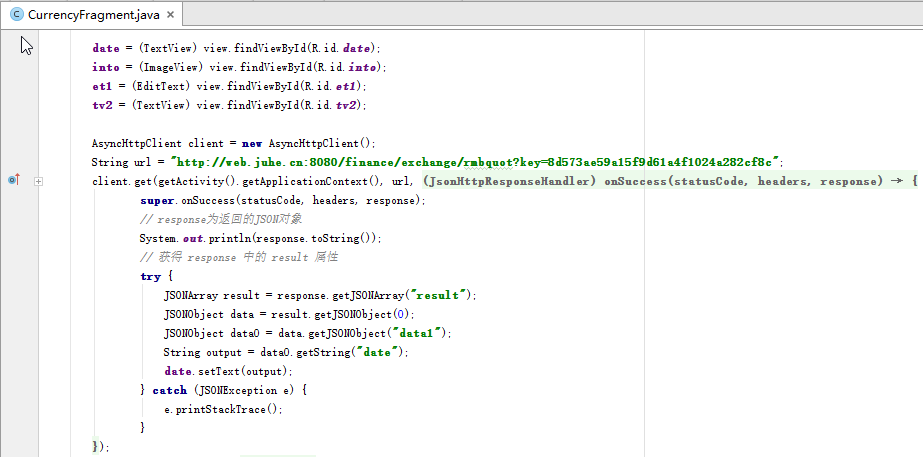 CurrencyFragment.java
date = (TextView) view.findViewById(R.id.date);
into = (ImageView) view.findViewById(R.id.into);
et1 = (EditText) view.findViewById(R.id.et1);
tv2 = (TextView) view.findViewById(R.id.tv2);
AsyncHttpClient client = new AsyncHttpClient();
String url = "http://web.juhe.cn:8080/finance/exchange/rmbquot?key=8d573ae59a15f9d61a4f1024a282cf8c";
client.get(getActivity().getApplicationContext(), url, (JsonHttpResponseHandler) onSuccess(statusCode, headers, response) → {
super.onSuccess(statusCode, headers, response);
// response为返回的JSON对象
System.out.println(response.toString());
// 获得 response 中的 result 属性
try {
JSONArray result = response.getJSONArray("result");
JSONObject data = result.getJSONObject(0);
JSONObject data0 = data.getJSONObject("data1");
String output = data0.getString("date");
date.setText(output);
} catch (JSONException e) {
e.printStackTrace();
}
});